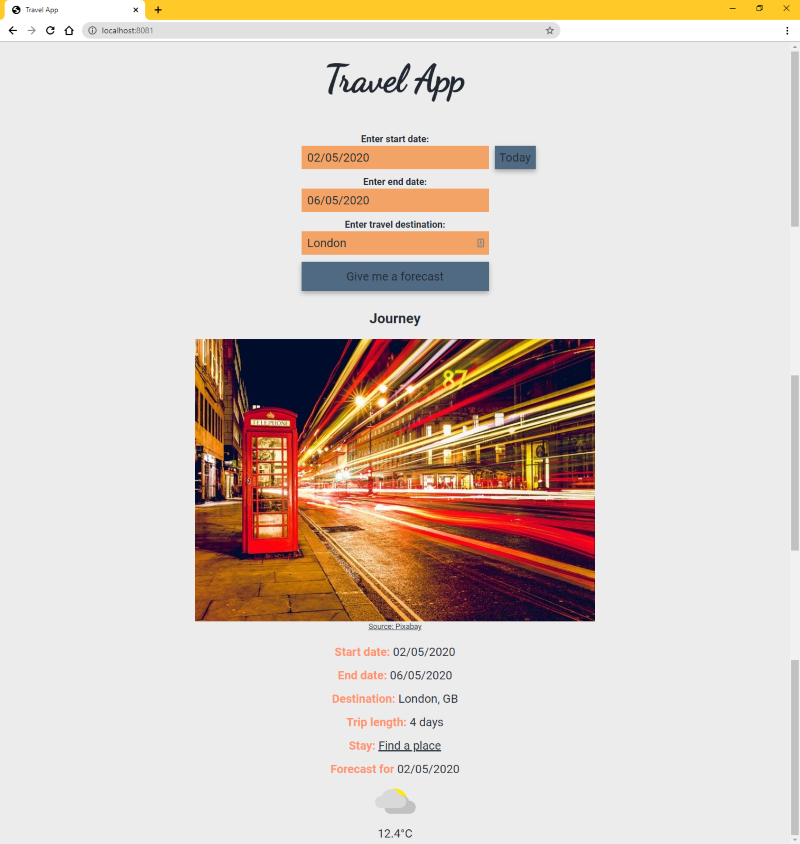 Travel App
localhost:8081
Travel App
Enter start date:
02/05/2020
Today
Enter end date:
06/05/2020
Enter travel destination:
London
Give me a forecast
Journey
87
TELEPHONE
Source: Pixabay
Start date: 02/05/2020
End date: 06/05/2020
Destination: London, GB
Trip length: 4 days
Stay: Find a place
Forecast for 02/05/2020
12.4°C